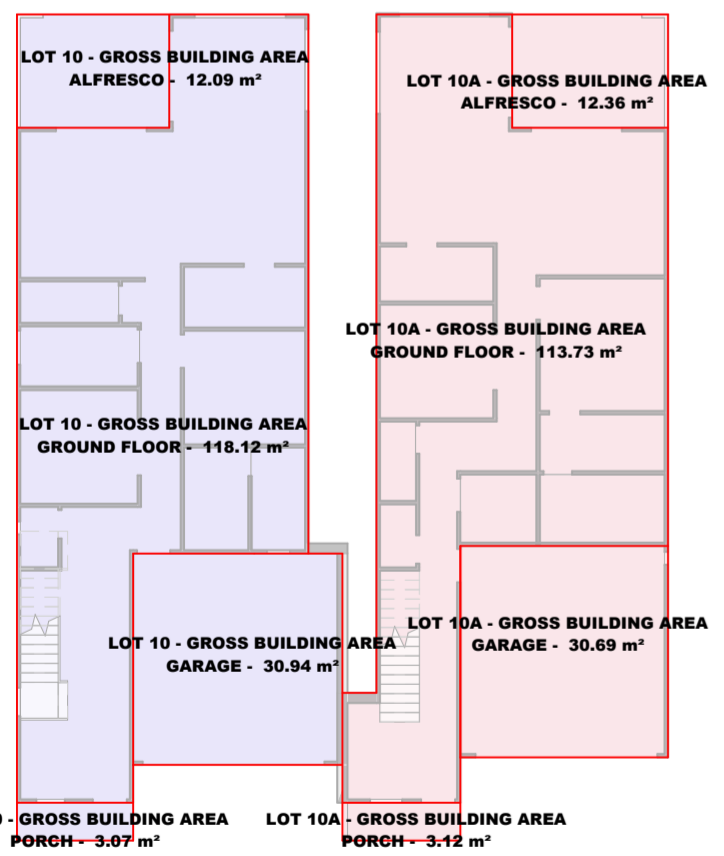 LOT 10 - GROSS BUILDING AREA
ALFRESCO - 12.09 m²
LOT 10A - GROSS BUILDING AREA
ALFRESCO - 12.36 m²
LOT 10A - GROSS BUILDING AREA
GROUND FLOOR - 113.73 m²
LOT 10 - GROSS BUILDING AREA
GROUND FLOOR - 118.12 m²
LOT 10A - GROSS BUILDING AREA
GARAGE - 30.69 m²
LOT 10 - GROSS BUILDING AREA
GARAGE - 30.94 m²
- GROSS BUILDING AREA
PORCH - 3.07 m²
LOT 10A - GROSS BUILDING AREA
PORCH - 3.12 m²